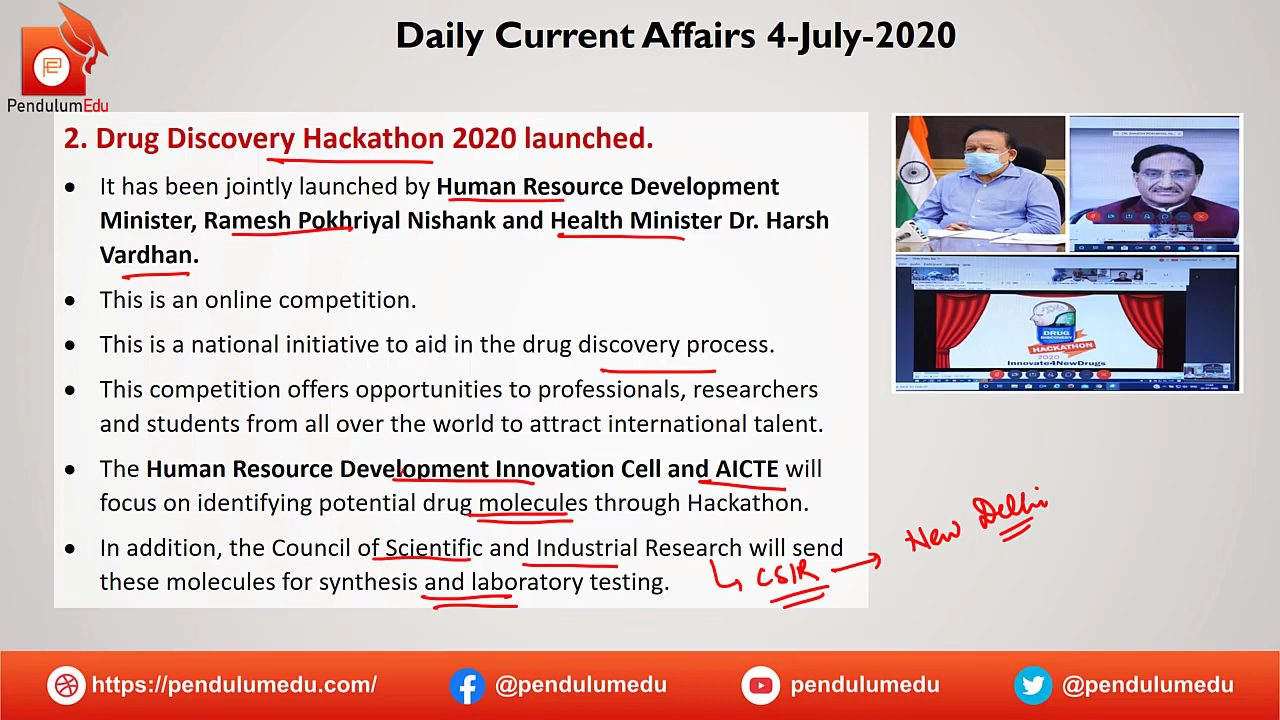 Daily Current Affairs 4-July-2020
PE
PendulumEdu
2. Drug Discovery Hackathon 2020 launched.
• It has been jointly launched by Human Resource Development
Minister, Ramesh Pokhriyal Nishank and Health Minister Dr. Harsh
Vardhan.
• This is an online competition.
• This is a national initiative to aid in the drug discovery process.
• This competition offers opportunities to professionals, researchers
and students from all over the world to attract international talent.
• The Human Resource Development Innovation Cell and AICTE will
focus on identifying potential drug molecules through Hackathon.
• In addition, the Council of Scientific and Industrial Research will send
these molecules for synthesis and laboratory testing.
CSIR → New Delhi
DRUG
DISCOVERY
HACKATHON
2020
Innovate4NewDrugs
https://pendulumedu.com/
@pendulumedu
pendulumedu
@pendulumedu